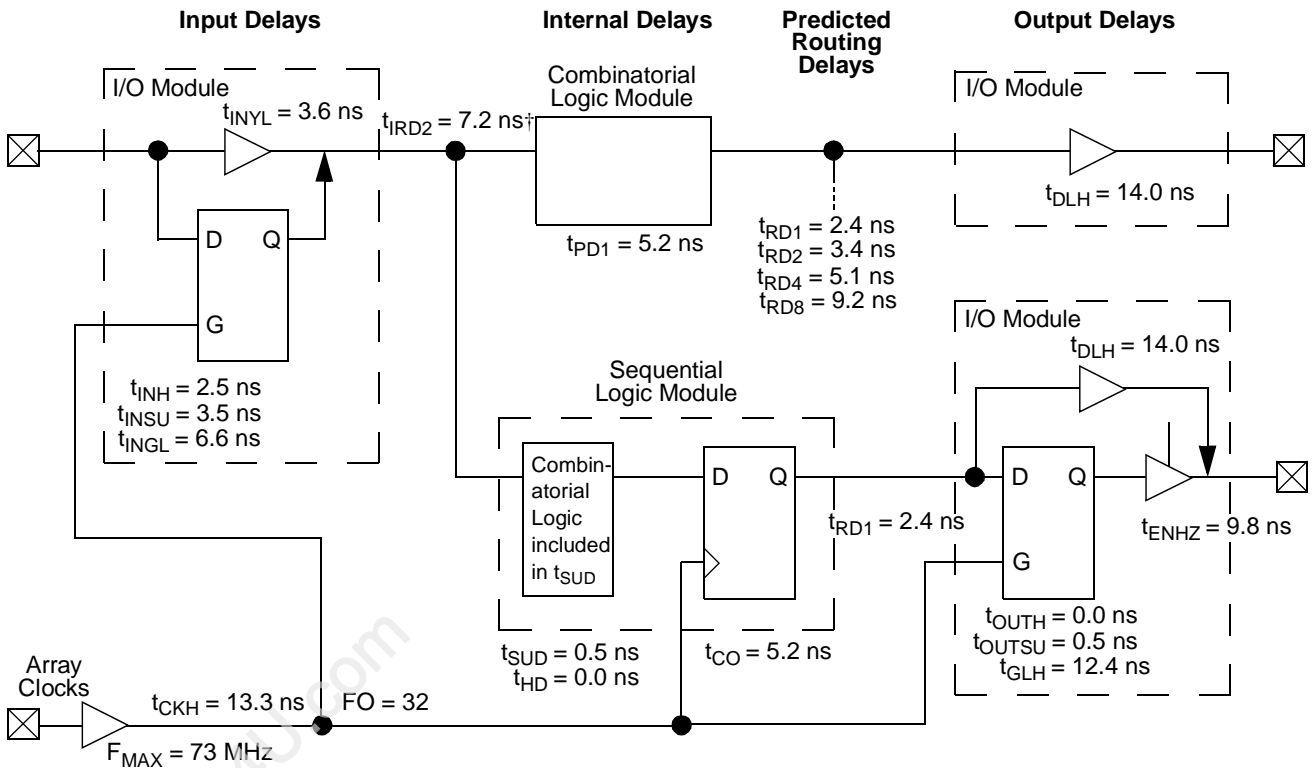 Input Delays
Internal Delays
Predicted
Routing
Delays
Output Delays
I/O Module
tINYL = 3.6 ns
tIRD2 = 7.2 ns†
Combinatorial
Logic Module
I/O Module
tDLH = 14.0 ns
D Q
G
tPD1 = 5.2 ns
tRD1 = 2.4 ns
tRD2 = 3.4 ns
tRD4 = 5.1 ns
tRD8 = 9.2 ns
tINH = 2.5 ns
tINSU = 3.5 ns
tINGL = 6.6 ns
Sequential
Logic Module
I/O Module
tDLH = 14.0 ns
Combin-
atorial
Logic
included
in tSUD
D Q
tRD1 = 2.4 ns
D Q
G
tENHZ = 9.8 ns
tSUD = 0.5 ns
tHD = 0.0 ns
tCO = 5.2 ns
tOUTH = 0.0 ns
tOUTSU = 0.5 ns
tGLH = 12.4 ns
Array
Clocks
tCKH = 13.3 ns
FO = 32
FMAX = 73 MHz
U.com